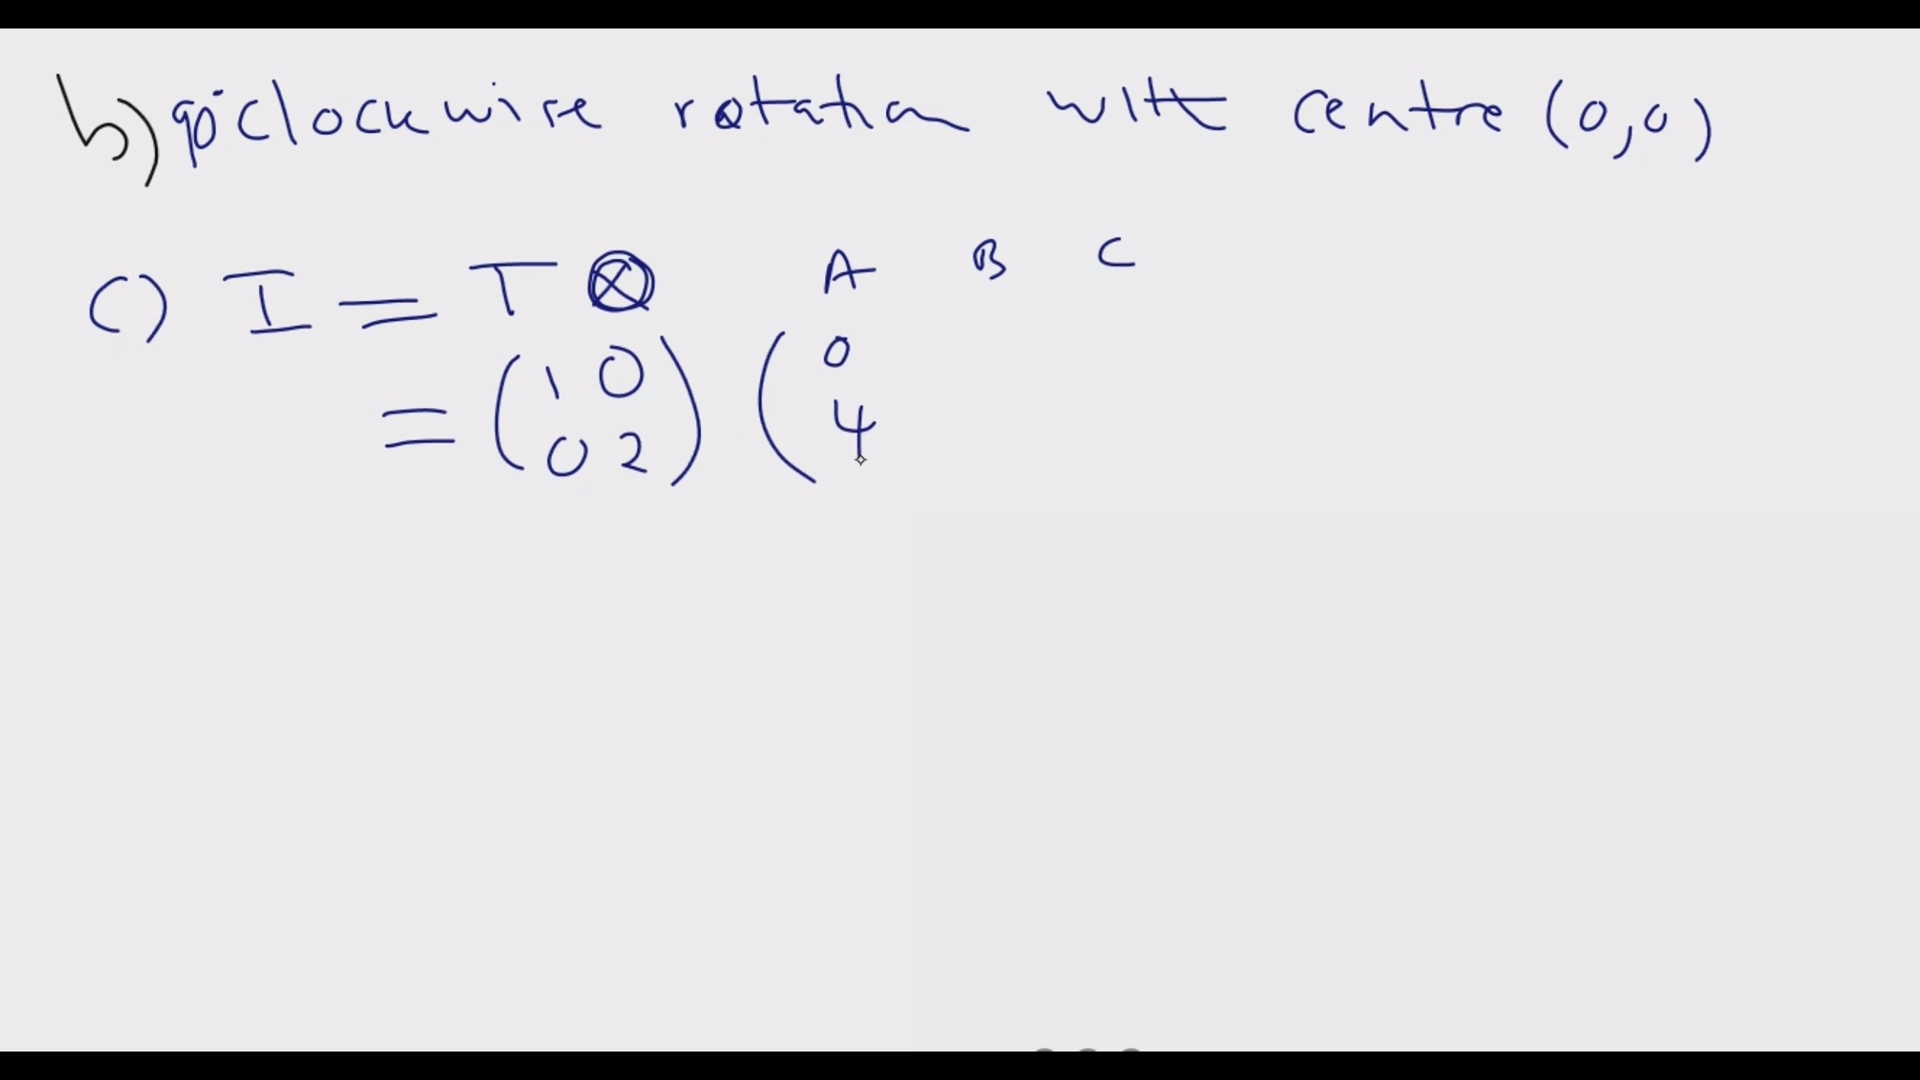 b) 90° clockwise rotation with centre (0,0)
A B C
c) I = T ⊗
= (1 0) (0
0 2 4